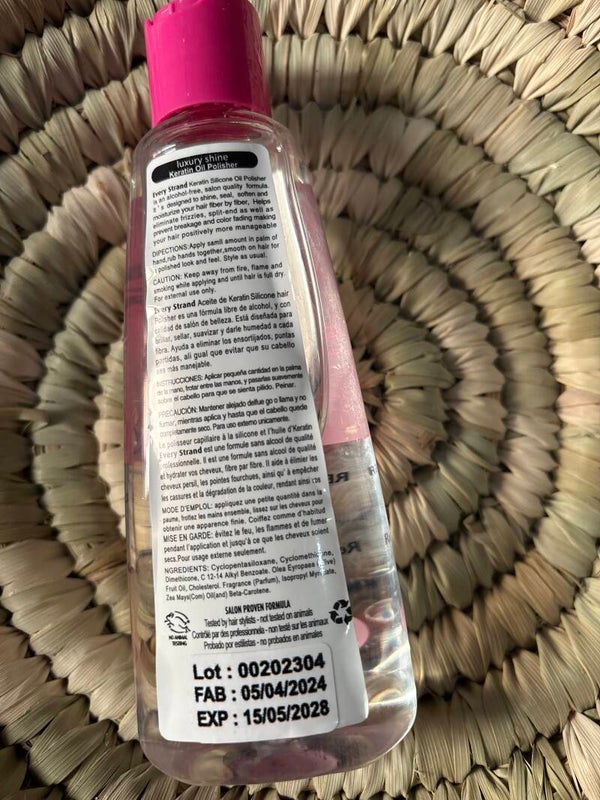 luxury shine
Keratin Oil Polisher
Every Strand Keratin Silicone Oil Polisher
is an alcohol-free, salon quality formula.
It's designed to shine, seal, soften and
moisturize your hair fiber by fiber, Helps
eliminate frizzies, split-end as well as
prevent breakage and color fading making
your hair positively more manageable
DIPECTIONS:Apply samll amount in palm of
hand,rub hands together,smooth on hair for
polished look and feel. Style as usual.
CAUTION: Keep away from fire, flame and
smoking while applying and until hair is full dry.
For external use only.
Every Strand Aceite de Keratin Silicone hair
Polisher es una fórmula libre de alcohol, y con
calidad de salón de belleza. Está diseñada para
brillar, sellar, suavizar y darle humedad a cada
fibra. Ayuda a eliminar los ensortijados, puntas
partidas, ali gual que evitar que su cabello
sea más manejable.
INSTRUCCIONES: Aplicar pequeña cantidad en la palma
de la mano, frotar entre las manos, y pasarlas suavemente
sobre el cabello para que se sienta pilido. Peinar.
PRECAUCIÓN: Mantener alejado deflue go o llama y no
fumar, mientras aplica y hasta que el cabello quede
completamente seco. Para uso externo unicamente.
Le polisseur capillaire à la silicone et l'huile d'Keratin
Every Strand est une formule sans alcool de qualité
professionnelle. Il est une formule sans alcool de qualité
et hydrater vos cheveux, fibre par fibre. Il aide à élimier les
cheveux persil, les pointes fourchues, ainsi qu'à empêcher
les cassures et la dégradation de la couleur, rendant ainsi
MODE D'EMPLOI: appliquez une petite quantité dans la
paume, frottez les mains ensemble, lissez sur les cheveux pour
obtenir une apparence finie. Coiffez comme d'habitud
MISE EN GARDE: évitez le feu, les flammes et de fumer
pendant l'application et jusqu'à ce que les cheveux soient
secs.Pour usage externe seulement.
INGREDIENTS: Cyclopentasiloxane, Cyclomethicone,
Dimethicone, C 12-14 Alkyl Benzoate, Olea Eyropaea (Olive)
Fruit Oil, Cholesterol, Fragrance (Parfum), Isopropyl Myristate,
Zea Mays(Com) Oil(and) Beta-Carotene.
SALON PROVEN FORMULA
Tested by hair stylists - not tested on animals
Contrôlé par des professionnels - non testé sur les animaux
Probado por estilistas - no probados en animales
NO ANIMAL
TESTING
Lot : 00202304
FAB : 05/04/2024
EXP : 15/05/2028